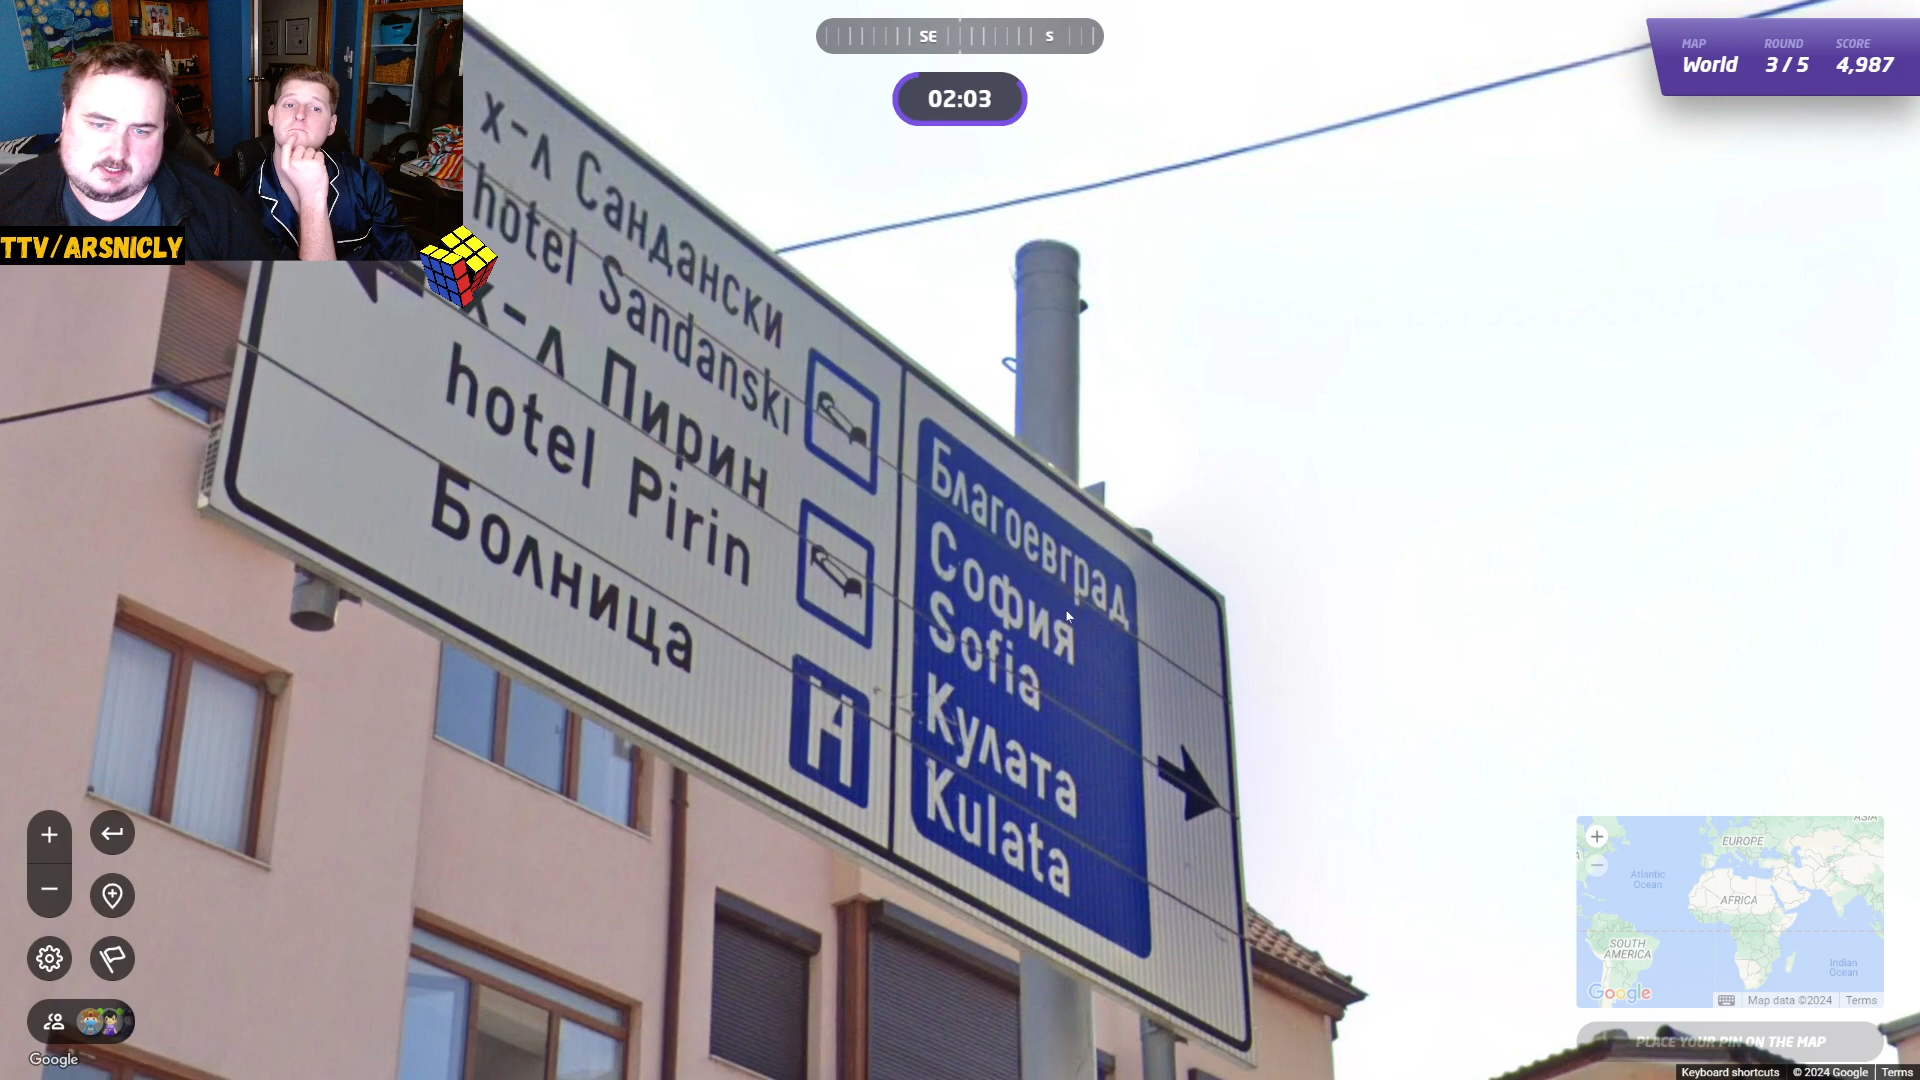 SE
S
02:03
MAP
World
ROUND
3 / 5
SCORE
4,987
TTV/ARSNICLY
х-л Сандански
hotel Sandanski
х-л Пирин
hotel Pirin
Болница
H
Благоевград
София
Sofia
Кулата
Kulata
ASIA
EUROPE
Atlantic
Ocean
AFRICA
SOUTH
AMERICA
Indian
Ocean
Google
Map data ©2024
Terms
PLACE YOUR PIN ON THE MAP
Google
Keyboard shortcuts
© 2024 Google
Terms